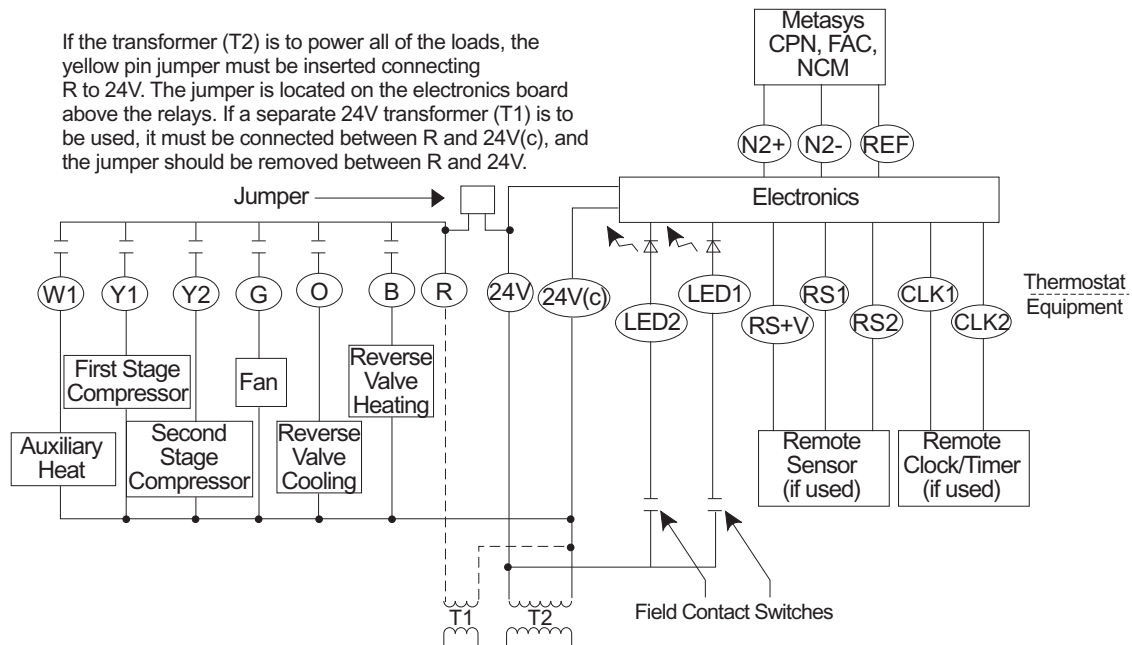 If the transformer (T2) is to power all of the loads, the
yellow pin jumper must be inserted connecting
R to 24V. The jumper is located on the electronics board
above the relays. If a separate 24V transformer (T1) is to
be used, it must be connected between R and 24V(c), and
the jumper should be removed between R and 24V.
Metasys
CPN, FAC,
NCM
N2+ N2- REF
Jumper
Electronics
W1 Y1 Y2 G O B R 24V 24V(c) LED2 LED1 RS+V RS1 RS2 CLK1 CLK2
Thermostat
Equipment
First Stage
Compressor
Fan
Reverse
Valve
Heating
Auxiliary
Heat
Second
Stage
Compressor
Reverse
Valve
Cooling
Remote
Sensor
(if used)
Remote
Clock/Timer
(if used)
T1 T2
Field Contact Switches